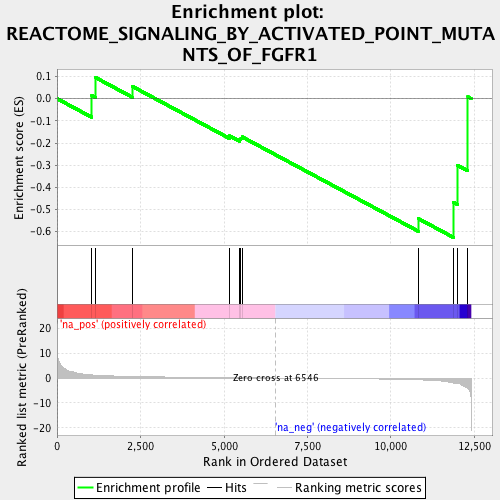 Enrichment plot:
REACTOME_SIGNALING_BY_ACTIVATED_POINT_MUTA
NTS_OF_FGFR1
Enrichment score (ES)
0.1
0.0
-0.1
-0.2
-0.3
-0.4
-0.5
-0.6
Ranked list metric (PreRanked)
'na_pos' (positively correlated)
20
10
0
-10
-20
Zero cross at 6546
'na_neg' (negatively correlated)
0
2,500
5,000
7,500
10,000
12,500
Rank in Ordered Dataset
Enrichment profile
Hits
Ranking metric scores